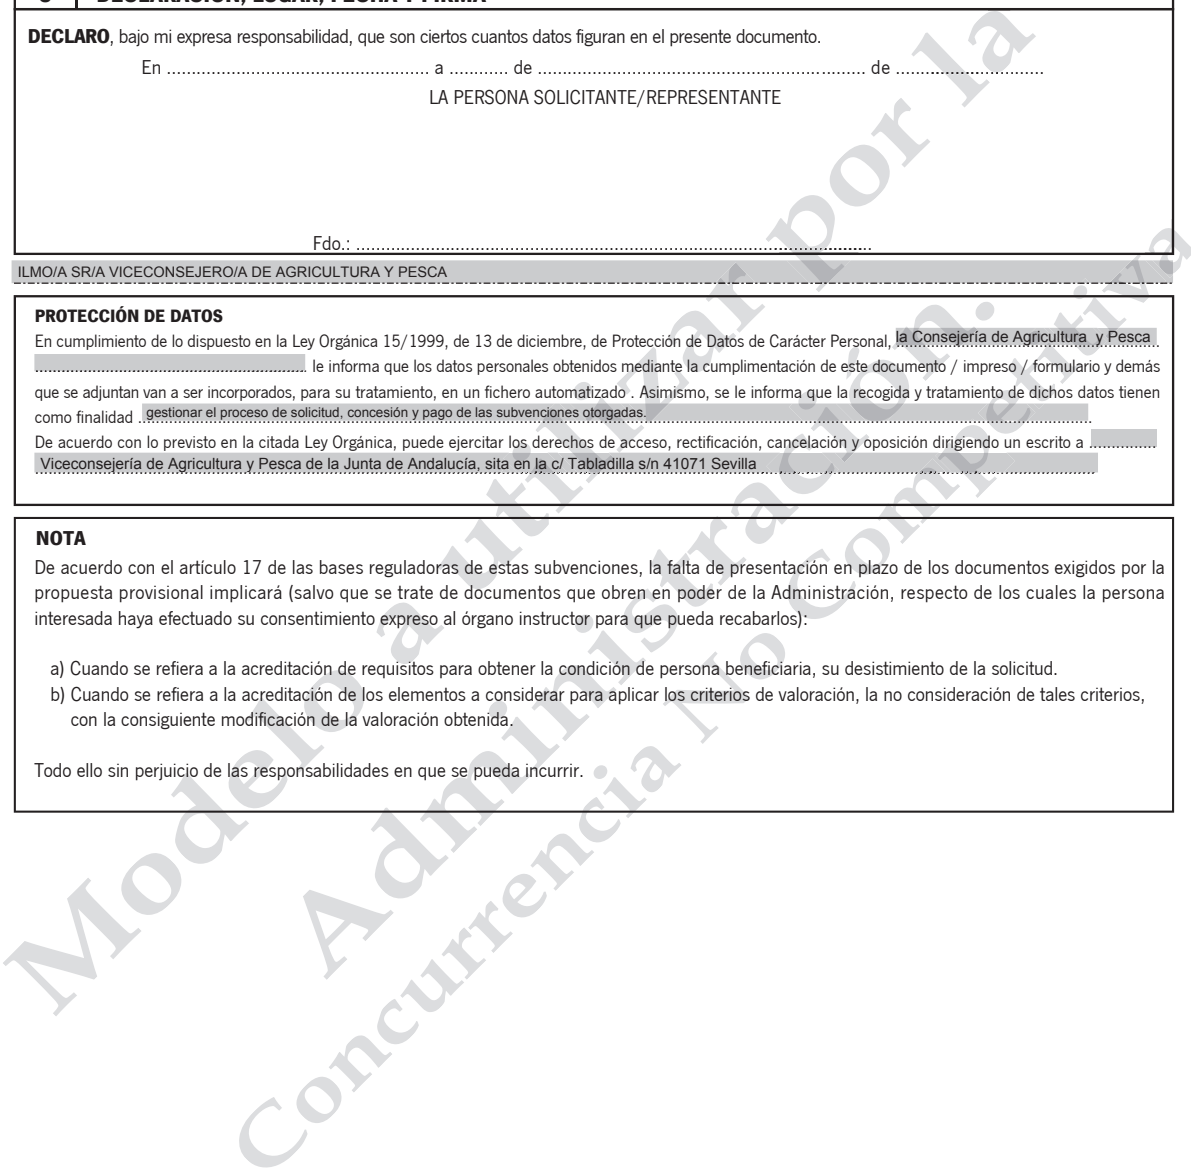 DECLARACIÓN, LUGAR, FECHA Y FIRMA
DECLARO, bajo mi expresa responsabilidad, que son ciertos cuantos datos figuran en el presente documento.
En .................................................... a ............ de ................................................................. de .............................
LA PERSONA SOLICITANTE/REPRESENTANTE
Fdo.: .......................................................................................................
ILMO/A SR/A VICECONSEJERO/A DE AGRICULTURA Y PESCA
PROTECCIÓN DE DATOS
En cumplimiento de lo dispuesto en la Ley Orgánica 15/1999, de 13 de diciembre, de Protección de Datos de Carácter Personal, la Consejería de Agricultura y Pesca
...................................................... le informa que los datos personales obtenidos mediante la cumplimentación de este documento / impreso / formulario y demás
que se adjuntan van a ser incorporados, para su tratamiento, en un fichero automatizado . Asimismo, se le informa que la recogida y tratamiento de dichos datos tienen
como finalidad gestionar el proceso de solicitud, concesión y pago de las subvenciones otorgadas.
De acuerdo con lo previsto en la citada Ley Orgánica, puede ejercitar los derechos de acceso, rectificación, cancelación y oposición dirigiendo un escrito a .............
Viceconsejería de Agricultura y Pesca de la Junta de Andalucía, sita en la c/ Tabladilla s/n 41071 Sevilla
NOTA
De acuerdo con el artículo 17 de las bases reguladoras de estas subvenciones, la falta de presentación en plazo de los documentos exigidos por la
propuesta provisional implicará (salvo que se trate de documentos que obren en poder de la Administración, respecto de los cuales la persona
interesada haya efectuado su consentimiento expreso al órgano instructor para que pueda recabarlos):
a) Cuando se refiera a la acreditación de requisitos para obtener la condición de persona beneficiaria, su desistimiento de la solicitud.
b) Cuando se refiera a la acreditación de los elementos a considerar para aplicar los criterios de valoración, la no consideración de tales criterios,
con la consiguiente modificación de la valoración obtenida.
Todo ello sin perjuicio de las responsabilidades en que se pueda incurrir.
Modelo a utilizar por la
Administración.
Concurrencia No Competitiva